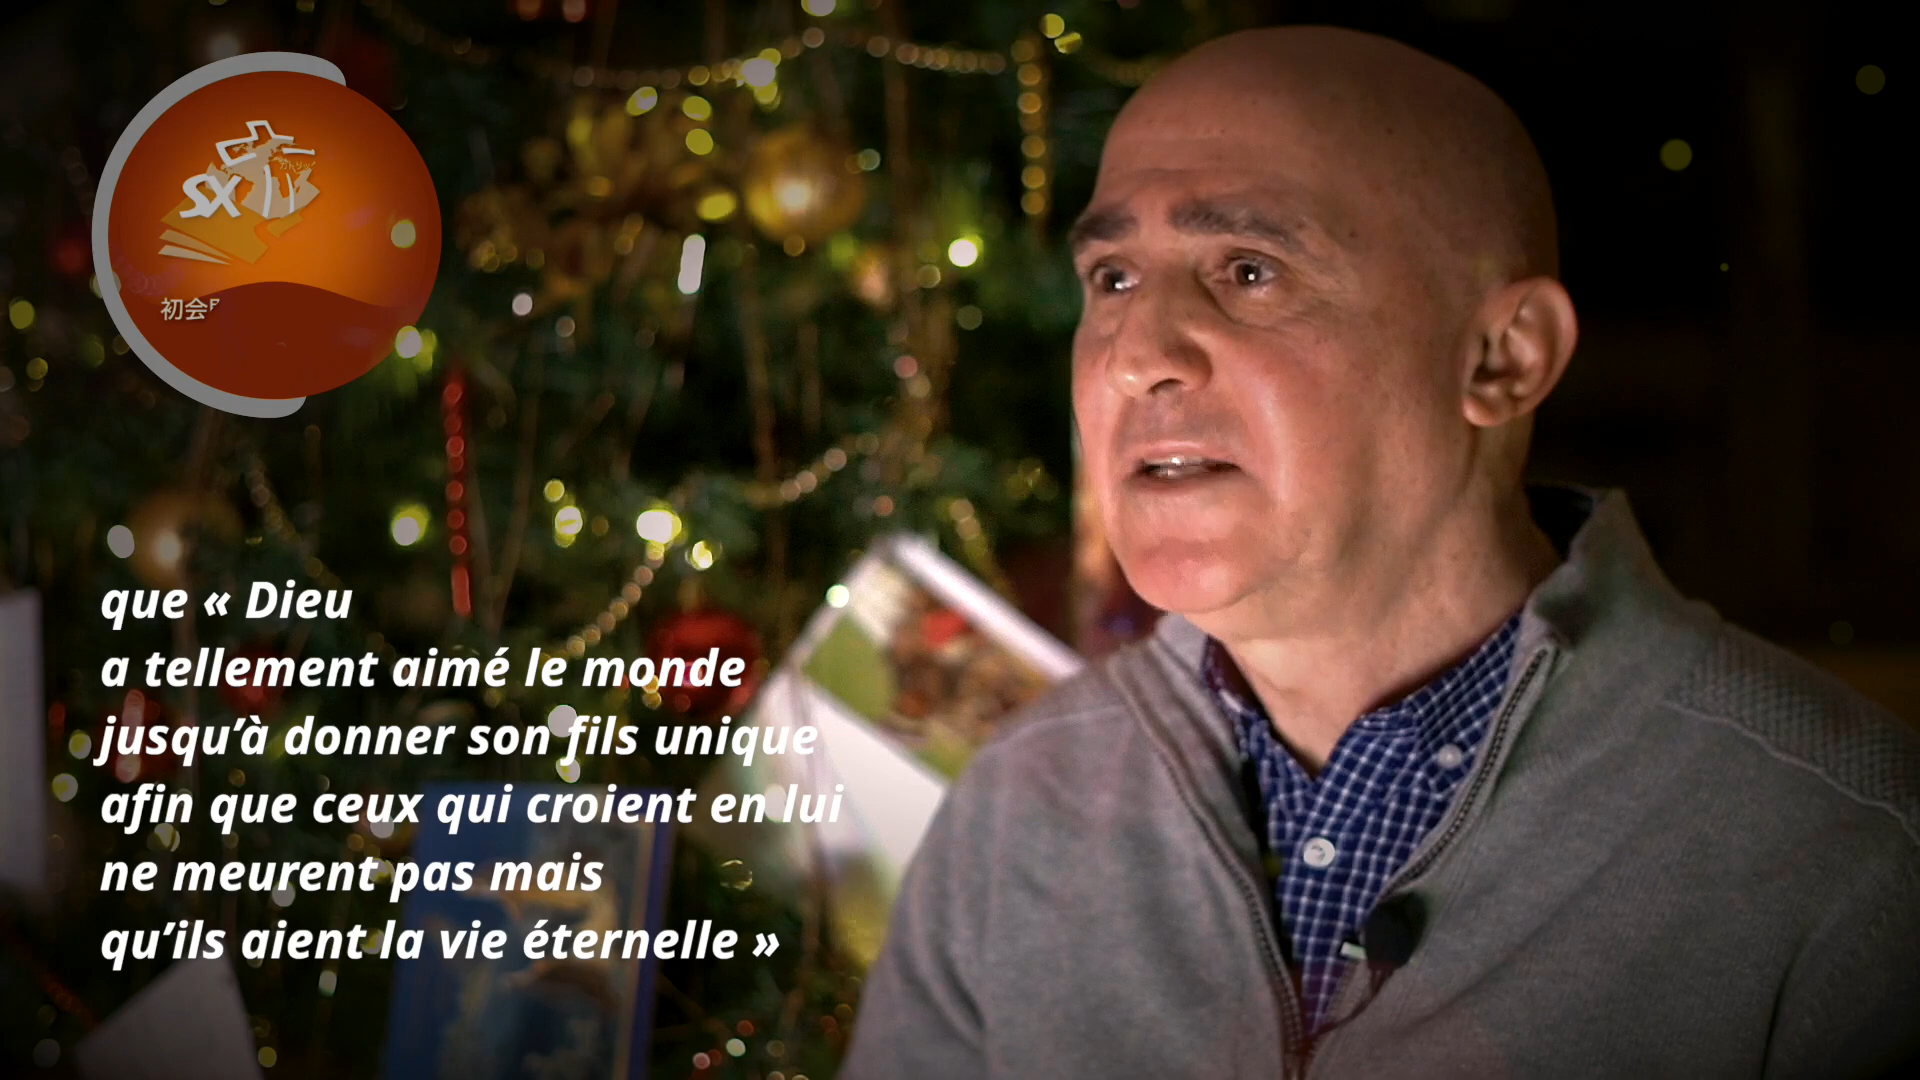 SX
初会
que « Dieu
a tellement aimé le monde
jusqu’à donner son fils unique
afin que ceux qui croient en lui
ne meurent pas mais
qu’ils aient la vie éternelle »